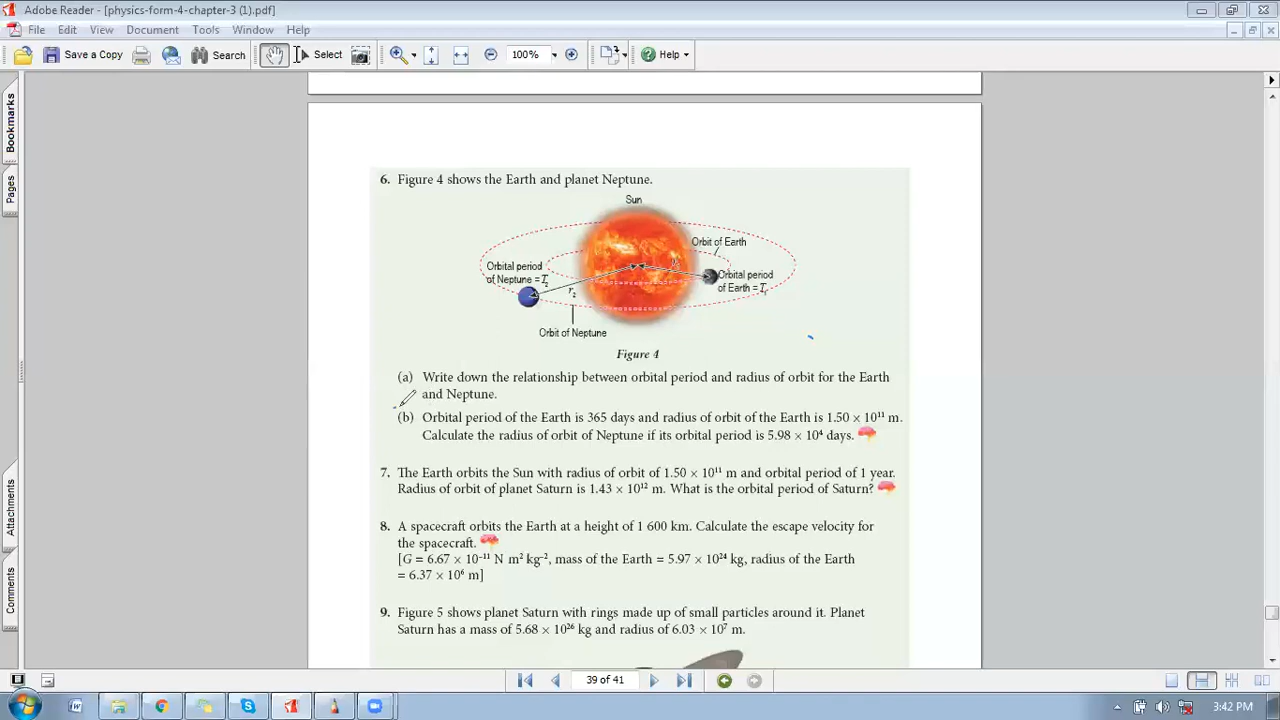 Adobe Reader - [physics-form-4-chapter-3 (1).pdf]
File Edit View Document Tools Window Help
Save a Copy Search Select 100% Help
Bookmarks
Pages
Attachments
Comments
6. Figure 4 shows the Earth and planet Neptune.
Sun
Orbit of Earth
Orbital period
of Neptune = T₂
r₂
Orbital period
of Earth = T₁
Orbit of Neptune
Figure 4
(a) Write down the relationship between orbital period and radius of orbit for the Earth
and Neptune.
(b) Orbital period of the Earth is 365 days and radius of orbit of the Earth is 1.50 × 10¹¹ m.
Calculate the radius of orbit of Neptune if its orbital period is 5.98 × 10⁴ days.
7. The Earth orbits the Sun with radius of orbit of 1.50 × 10¹¹ m and orbital period of 1 year.
Radius of orbit of planet Saturn is 1.43 × 10¹² m. What is the orbital period of Saturn?
8. A spacecraft orbits the Earth at a height of 1 600 km. Calculate the escape velocity for
the spacecraft.
[G = 6.67 × 10⁻¹¹ N m² kg⁻², mass of the Earth = 5.97 × 10²⁴ kg, radius of the Earth
= 6.37 × 10⁶ m]
9. Figure 5 shows planet Saturn with rings made up of small particles around it. Planet
Saturn has a mass of 5.68 × 10²⁶ kg and radius of 6.03 × 10⁷ m.
39 of 41
3:42 PM